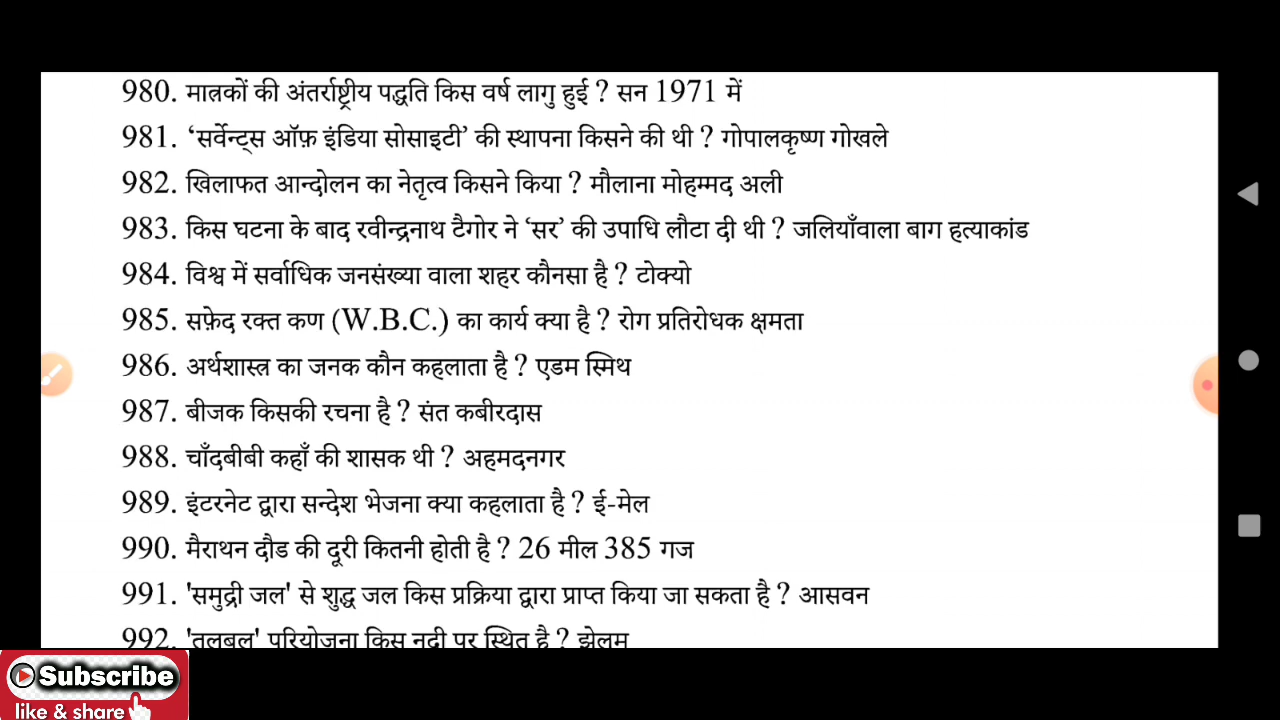 980. मात्रकों की अंतर्राष्ट्रीय पद्धति किस वर्ष लागु हुई ? सन 1971 में
981. ‘सर्वेन्ट्स ऑफ़ इंडिया सोसाइटी’ की स्थापना किसने की थी ? गोपालकृष्ण गोखले
982. खिलाफत आन्दोलन का नेतृत्व किसने किया ? मौलाना मोहम्मद अली
983. किस घटना के बाद रवीन्द्रनाथ टैगोर ने ‘सर’ की उपाधि लौटा दी थी ? जलियाँवाला बाग हत्याकांड
984. विश्व में सर्वाधिक जनसंख्या वाला शहर कौनसा है ? टोक्यो
985. सफ़ेद रक्त कण (W.B.C.) का कार्य क्या है ? रोग प्रतिरोधक क्षमता
986. अर्थशास्त्र का जनक कौन कहलाता है ? एडम स्मिथ
987. बीजक किसकी रचना है ? संत कबीरदास
988. चाँदबीबी कहाँ की शासक थी ? अहमदनगर
989. इंटरनेट द्वारा सन्देश भेजना क्या कहलाता है ? ई-मेल
990. मैराथन दौड की दूरी कितनी होती है ? 26 मील 385 गज
991. 'समुद्री जल' से शुद्ध जल किस प्रक्रिया द्वारा प्राप्त किया जा सकता है ? आसवन
992. 'तुलबुल' परियोजना किस नदी पर स्थित है ? झेलम
Subscribe
like & share